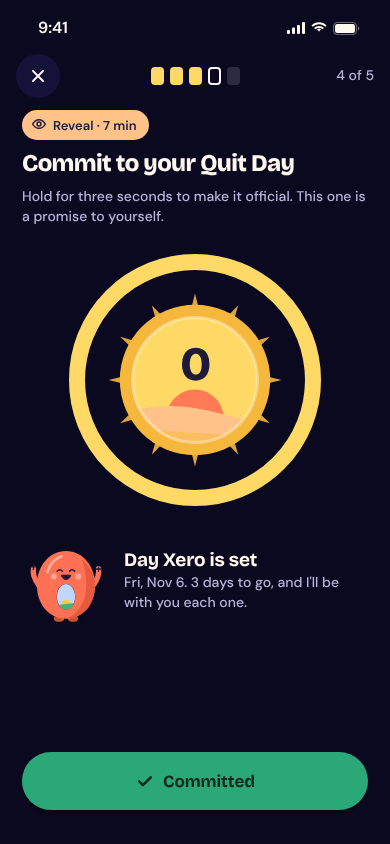 9:41
4 of 5
Reveal · 7 min
Commit to your Quit Day
Hold for three seconds to make it official. This one is
a promise to yourself.
0
Day Xero is set
Fri, Nov 6. 3 days to go, and I'll be
with you each one.
Committed